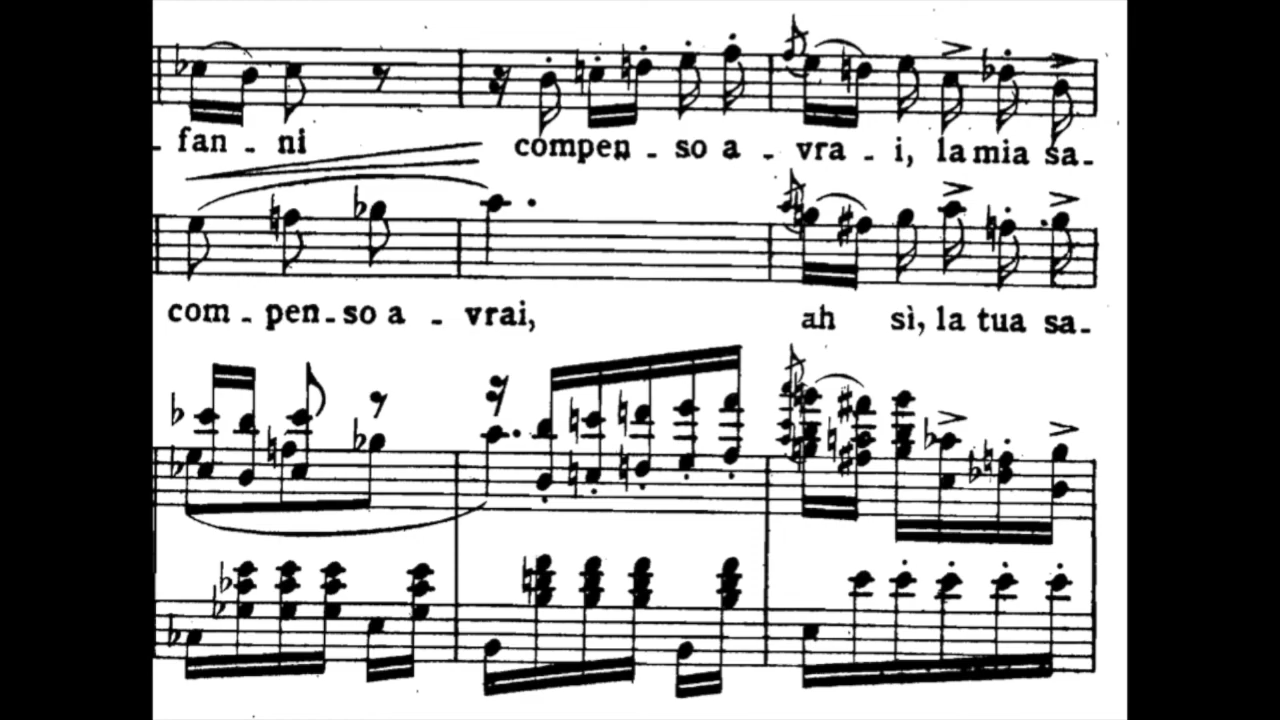 - fan - ni compen - so a - vra - i, la mia sa-
com - pen - so a - vrai, ah sì, la tua sa-